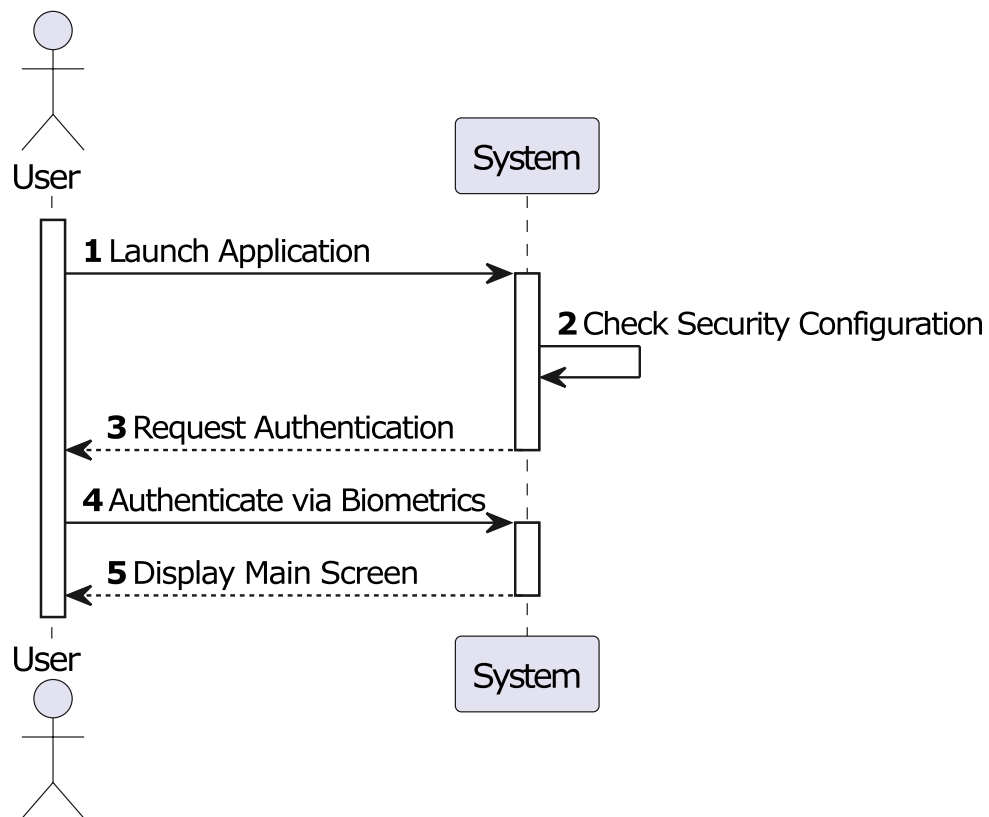 User
System
1 Launch Application
2 Check Security Configuration
3 Request Authentication
4 Authenticate via Biometrics
5 Display Main Screen
User
System